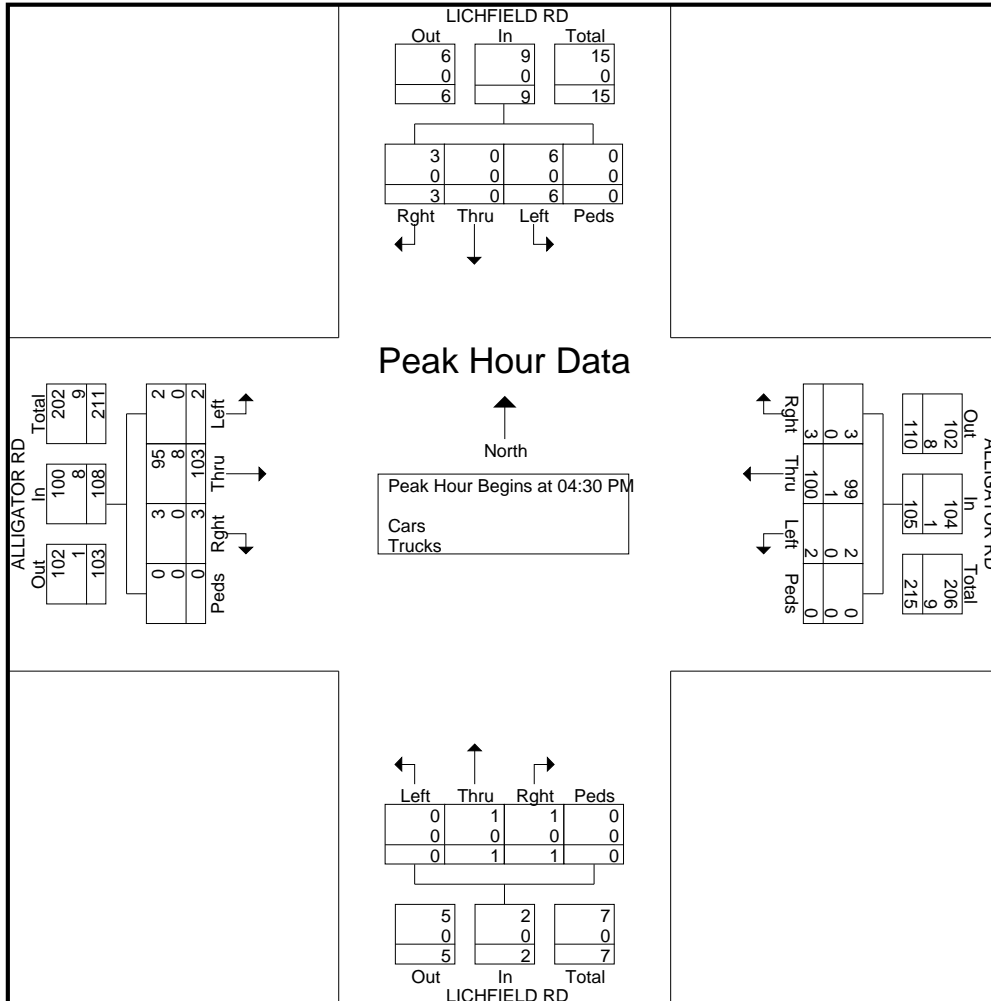 LICHFIELD RD
Out In Total
6 9 15
0 0 0
6 9 15
3 0 6 0
0 0 0 0
3 0 6 0
Rght Thru Left Peds
Peak Hour Data
North
Peak Hour Begins at 04:30 PM
Cars
Trucks
ALLIGATOR RD
Out In Total
102 100 202
1 8 9
103 108 211
Peds Rght Thru Left
0 3 95 2
0 0 8 0
0 3 103 2
ALLIGATOR RD
Out In Total
102 104 206
8 1 9
110 105 215
3 99 2 0
0 1 0 0
3 100 2 0
Rght Thru Left Peds
Left Thru Rght Peds
0 1 1 0
0 0 0 0
0 1 1 0
5 2 7
0 0 0
5 2 7
Out In Total
LICHFIELD RD